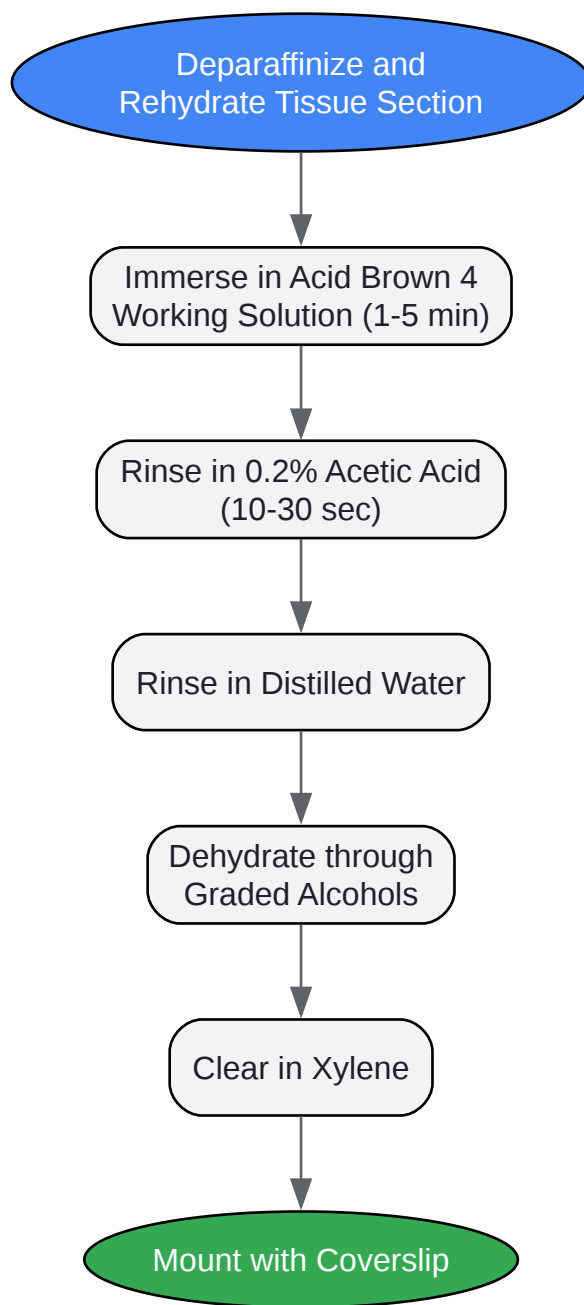 Deparaffinize and
Rehydrate Tissue Section
Immerse in Acid Brown 4
Working Solution (1-5 min)
Rinse in 0.2% Acetic Acid
(10-30 sec)
Rinse in Distilled Water
Dehydrate through
Graded Alcohols
Clear in Xylene
Mount with Coverslip